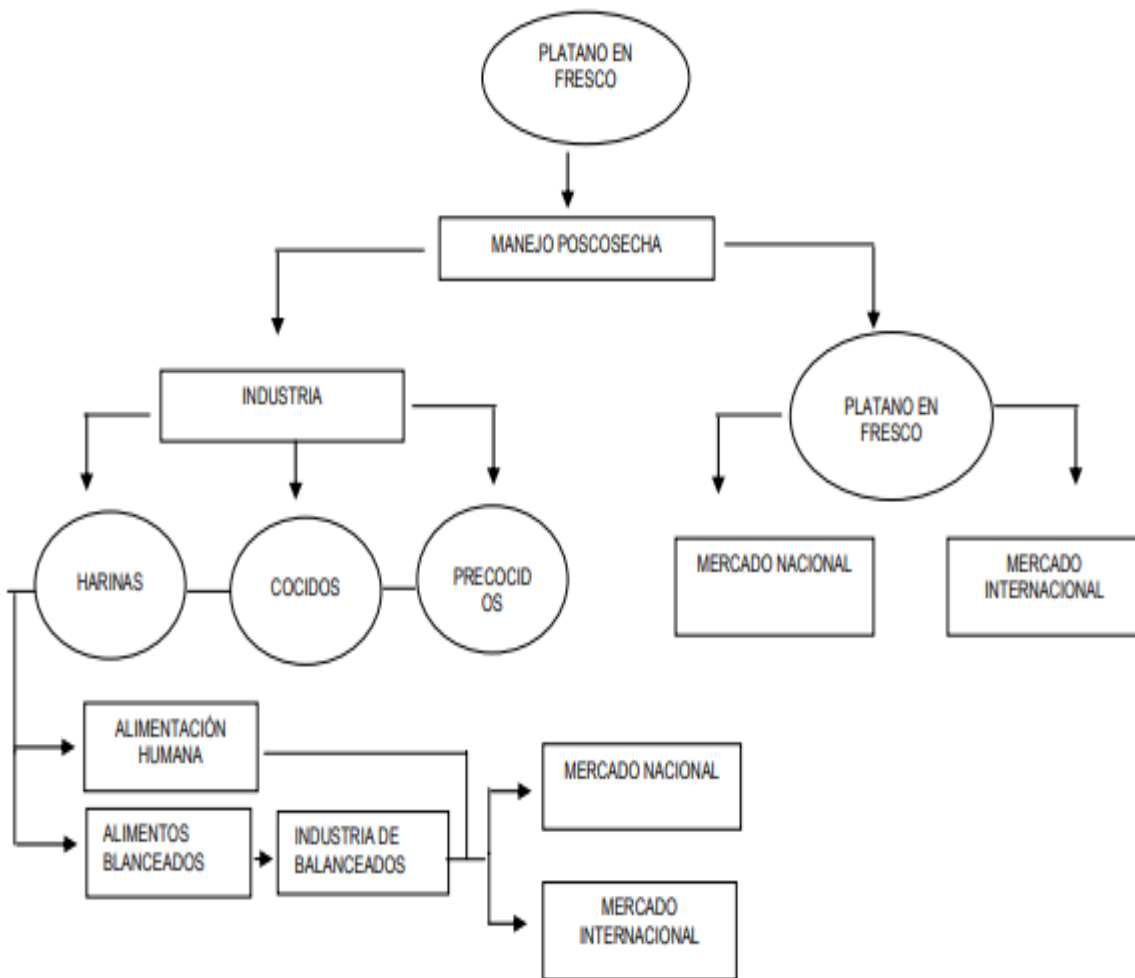 PLATANO EN
FRESCO
MANEJO POSCOSECHA
INDUSTRIA
PLATANO EN
FRESCO
HARINAS
COCIDOS
PRECOCID
OS
MERCADO NACIONAL
MERCADO
INTERNACIONAL
ALIMENTACIÓN
HUMANA
MERCADO NACIONAL
ALIMENTOS
BLANCEADOS
INDUSTRIA DE
BALANCEADOS
MERCADO
INTERNACIONAL